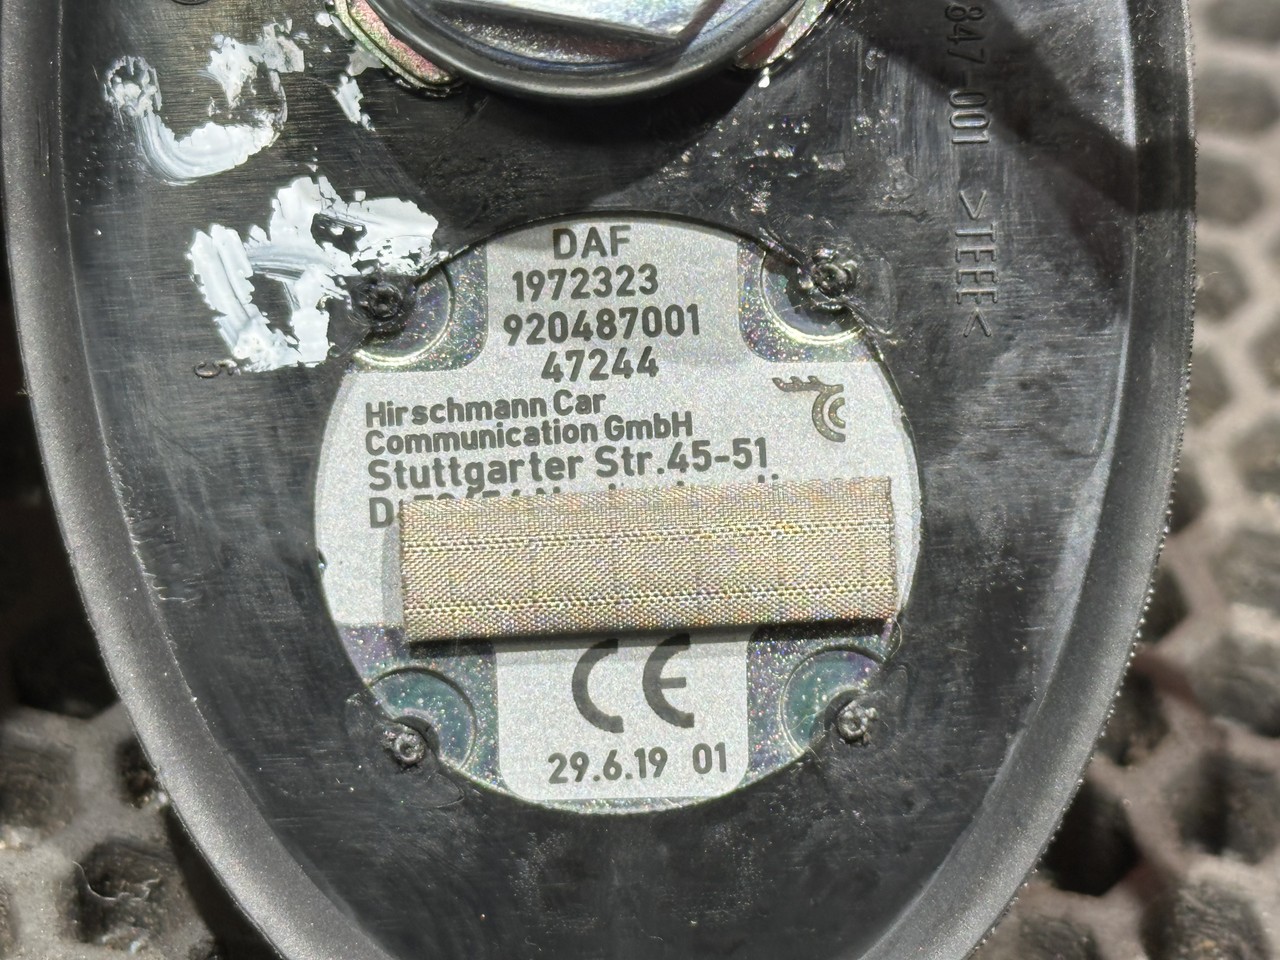 847-001 >TEEE<
DAF
1972323
920487001
47244
Hirschmann Car
Communication GmbH
Stuttgarter Str.45-51
CE
29.6.19 01